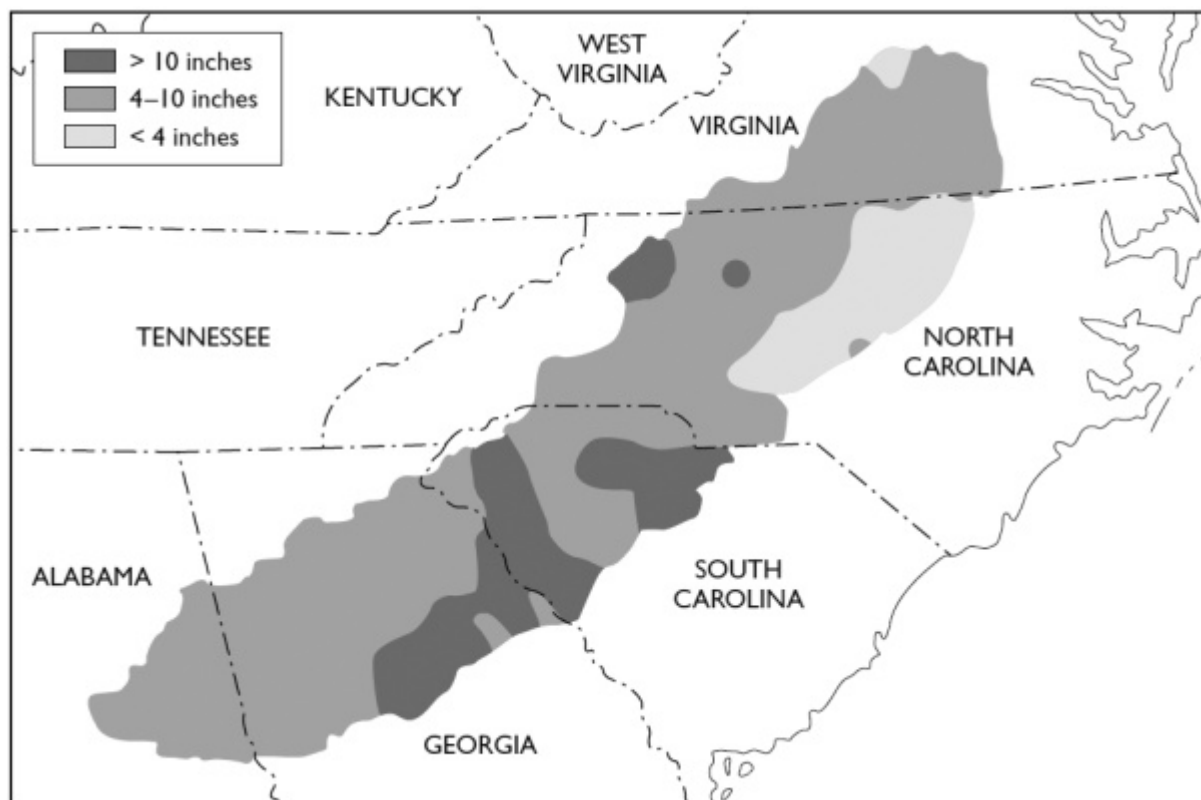 > 10 inches
4–10 inches
< 4 inches
WEST
VIRGINIA
KENTUCKY
VIRGINIA
TENNESSEE
NORTH
CAROLINA
ALABAMA
SOUTH
CAROLINA
GEORGIA